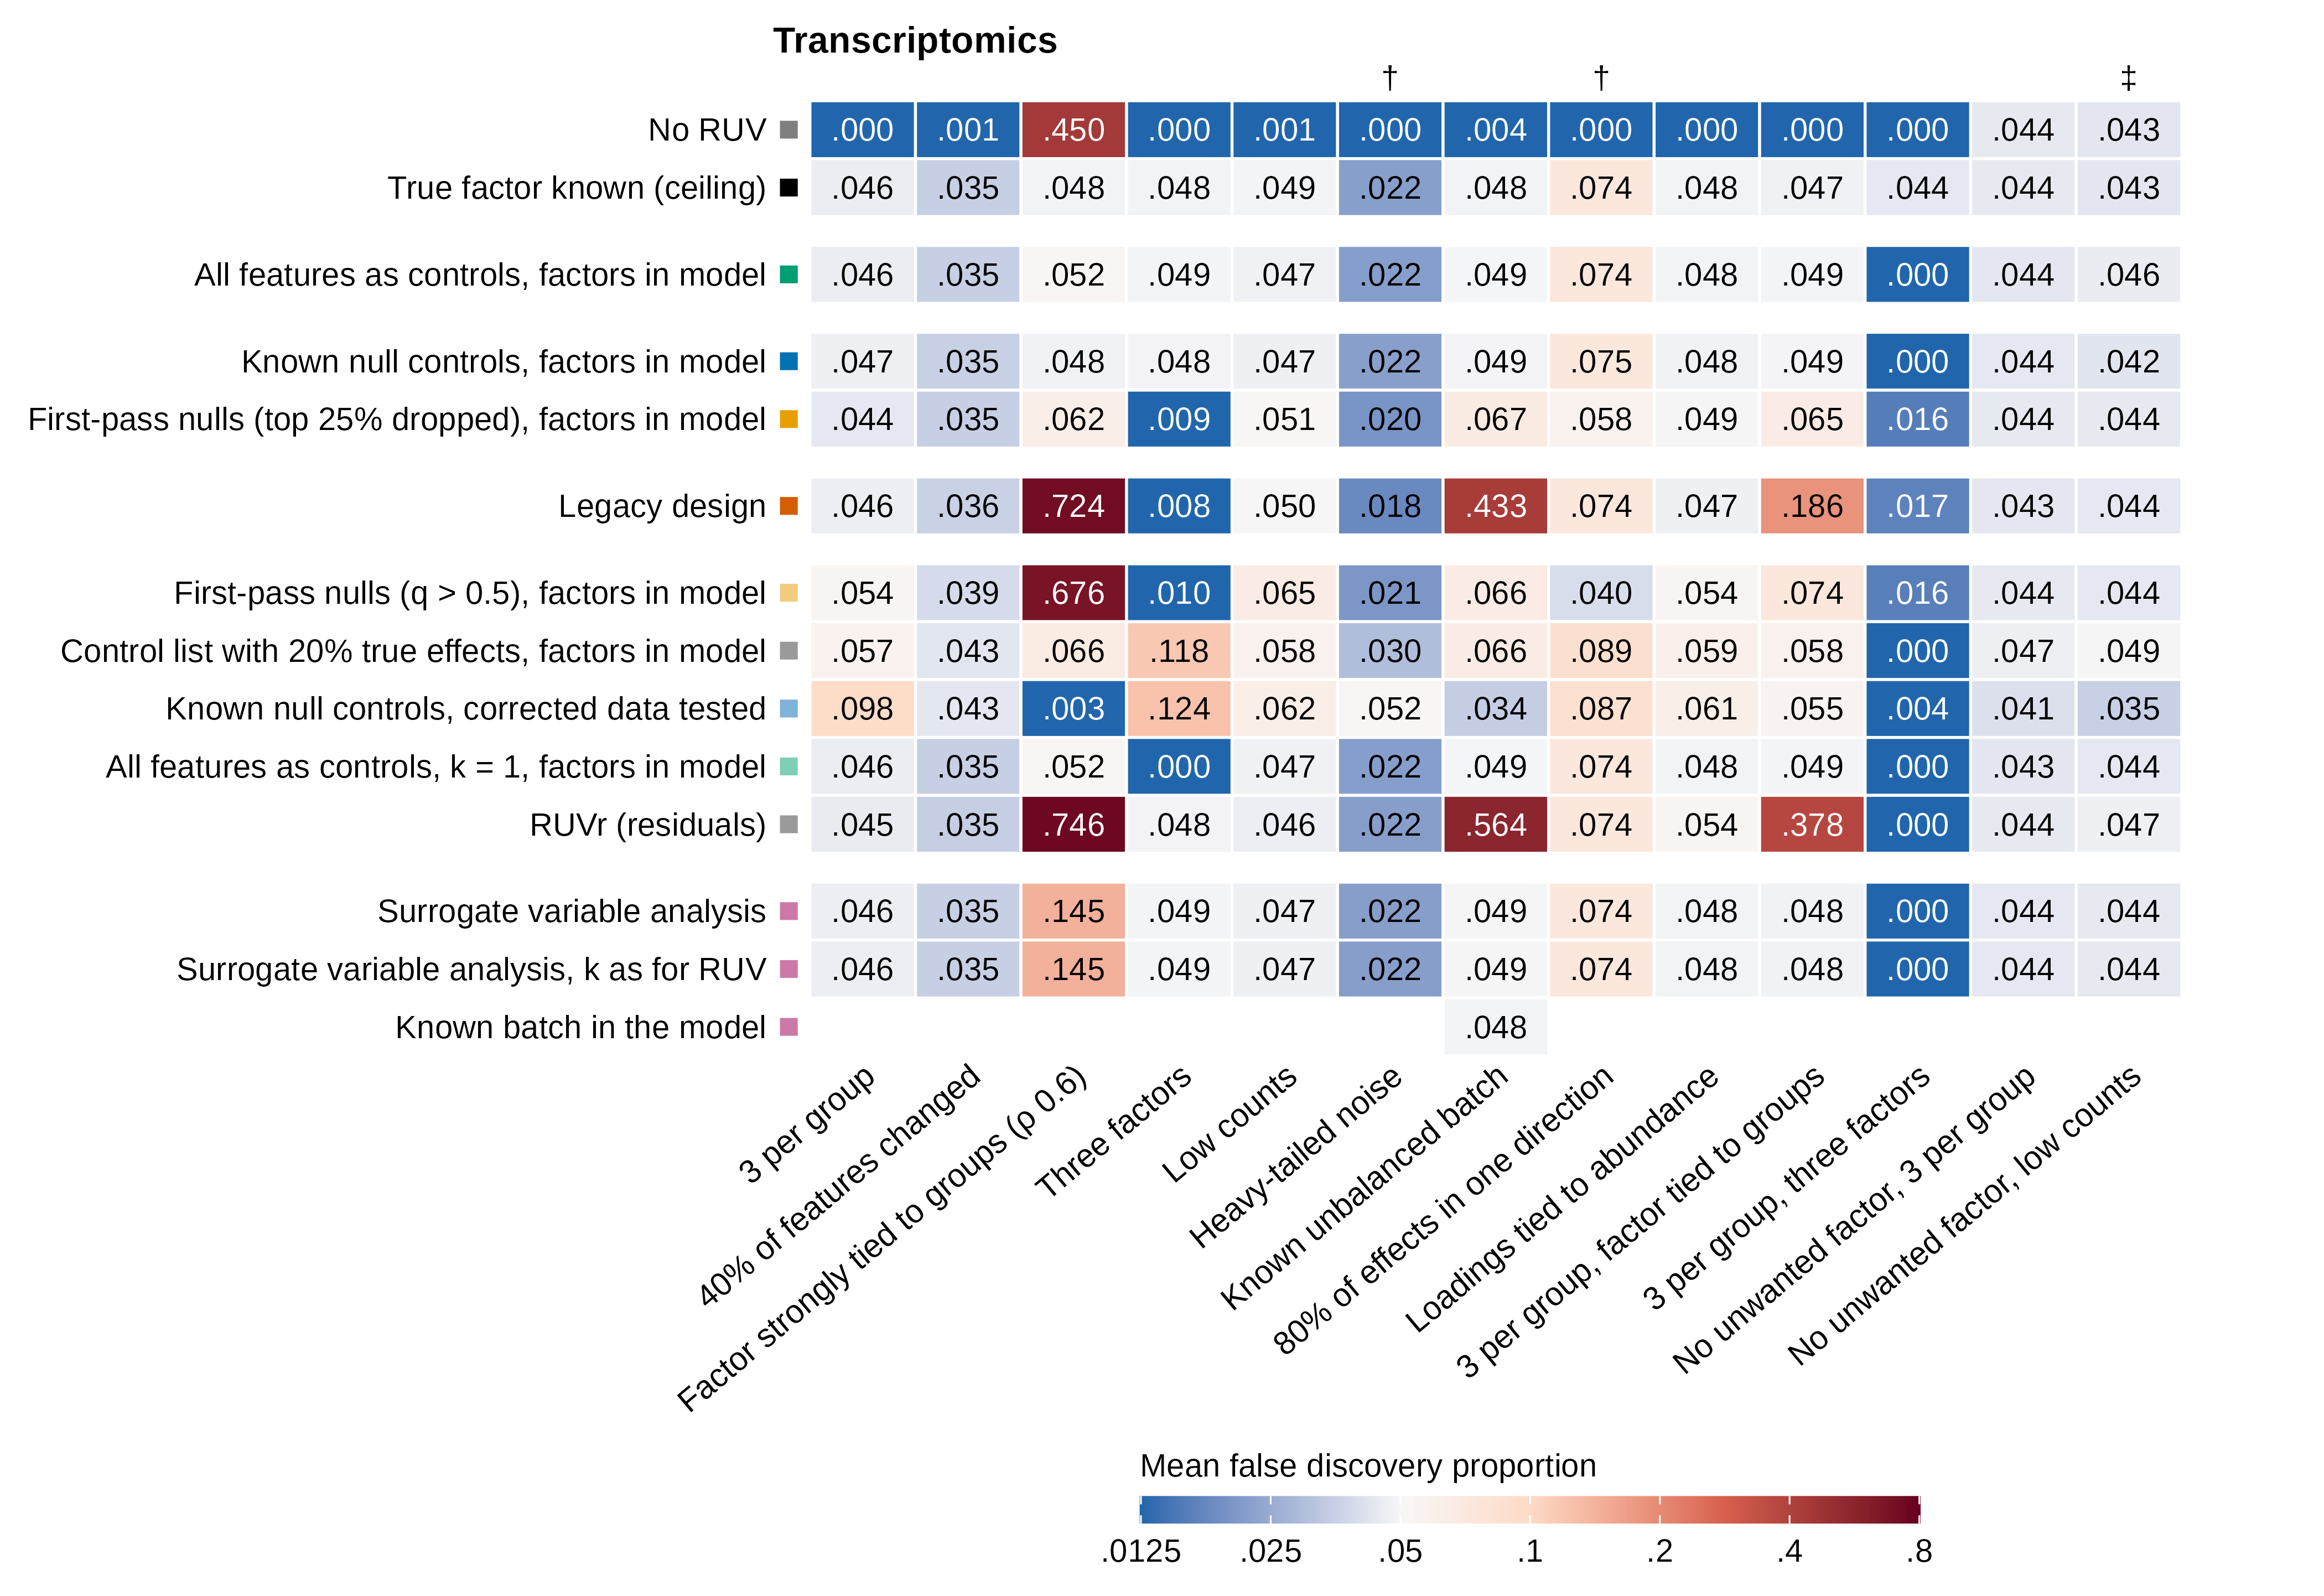 Transcriptomics
† † ‡
No RUV .000 .001 .450 .000 .001 .000 .004 .000 .000 .000 .000 .044 .043
True factor known (ceiling) .046 .035 .048 .048 .049 .022 .048 .074 .048 .047 .044 .044 .043
All features as controls, factors in model .046 .035 .052 .049 .047 .022 .049 .074 .048 .049 .000 .044 .046
Known null controls, factors in model .047 .035 .048 .048 .047 .022 .049 .075 .048 .049 .000 .044 .042
First-pass nulls (top 25% dropped), factors in model .044 .035 .062 .009 .051 .020 .067 .058 .049 .065 .016 .044 .044
Legacy design .046 .036 .724 .008 .050 .018 .433 .074 .047 .186 .017 .043 .044
First-pass nulls (q > 0.5), factors in model .054 .039 .676 .010 .065 .021 .066 .040 .054 .074 .016 .044 .044
Control list with 20% true effects, factors in model .057 .043 .066 .118 .058 .030 .066 .089 .059 .058 .000 .047 .049
Known null controls, corrected data tested .098 .043 .003 .124 .062 .052 .034 .087 .061 .055 .004 .041 .035
All features as controls, k = 1, factors in model .046 .035 .052 .000 .047 .022 .049 .074 .048 .049 .000 .043 .044
RUVr (residuals) .045 .035 .746 .048 .046 .022 .564 .074 .054 .378 .000 .044 .047
Surrogate variable analysis .046 .035 .145 .049 .047 .022 .049 .074 .048 .048 .000 .044 .044
Surrogate variable analysis, k as for RUV .046 .035 .145 .049 .047 .022 .049 .074 .048 .048 .000 .044 .044
Known batch in the model .048
3 per group
40% of features changed
Factor strongly tied to groups (ρ 0.6)
Three factors
Low counts
Heavy-tailed noise
Known unbalanced batch
80% of effects in one direction
Loadings tied to abundance
3 per group, factor tied to groups
3 per group, three factors
No unwanted factor, 3 per group
No unwanted factor, low counts
Mean false discovery proportion
.0125 .025 .05 .1 .2 .4 .8